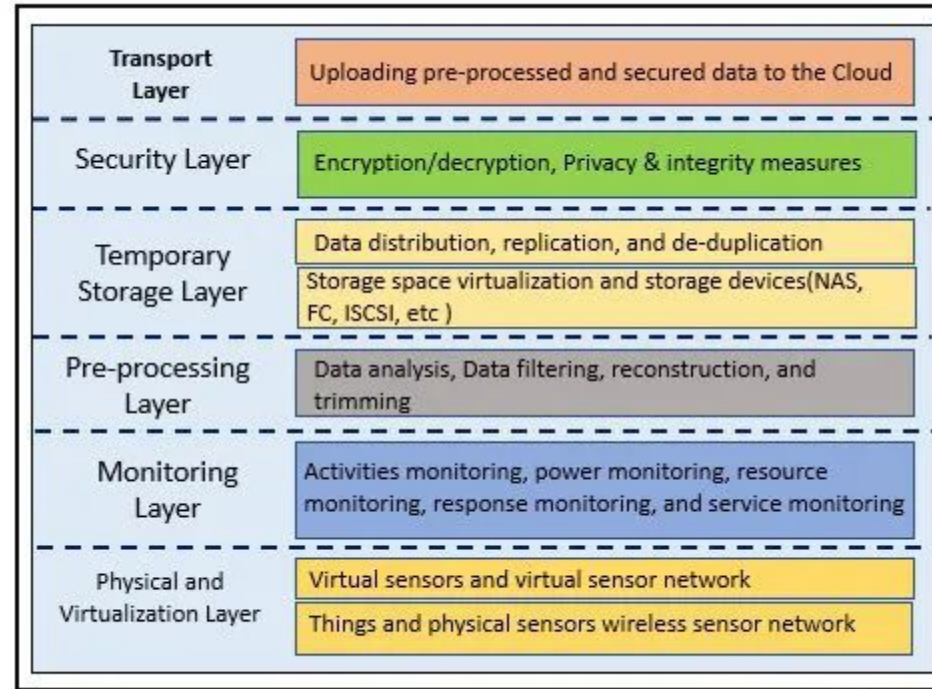 Transport
Layer
Uploading pre-processed and secured data to the Cloud
Security Layer
Encryption/decryption, Privacy & integrity measures
Temporary
Storage Layer
Data distribution, replication, and de-duplication
Storage space virtualization and storage devices(NAS,
FC, ISCSI, etc )
Pre-processing
Layer
Data analysis, Data filtering, reconstruction, and
trimming
Monitoring
Layer
Activities monitoring, power monitoring, resource
monitoring, response monitoring, and service monitoring
Physical and
Virtualization Layer
Virtual sensors and virtual sensor network
Things and physical sensors wireless sensor network